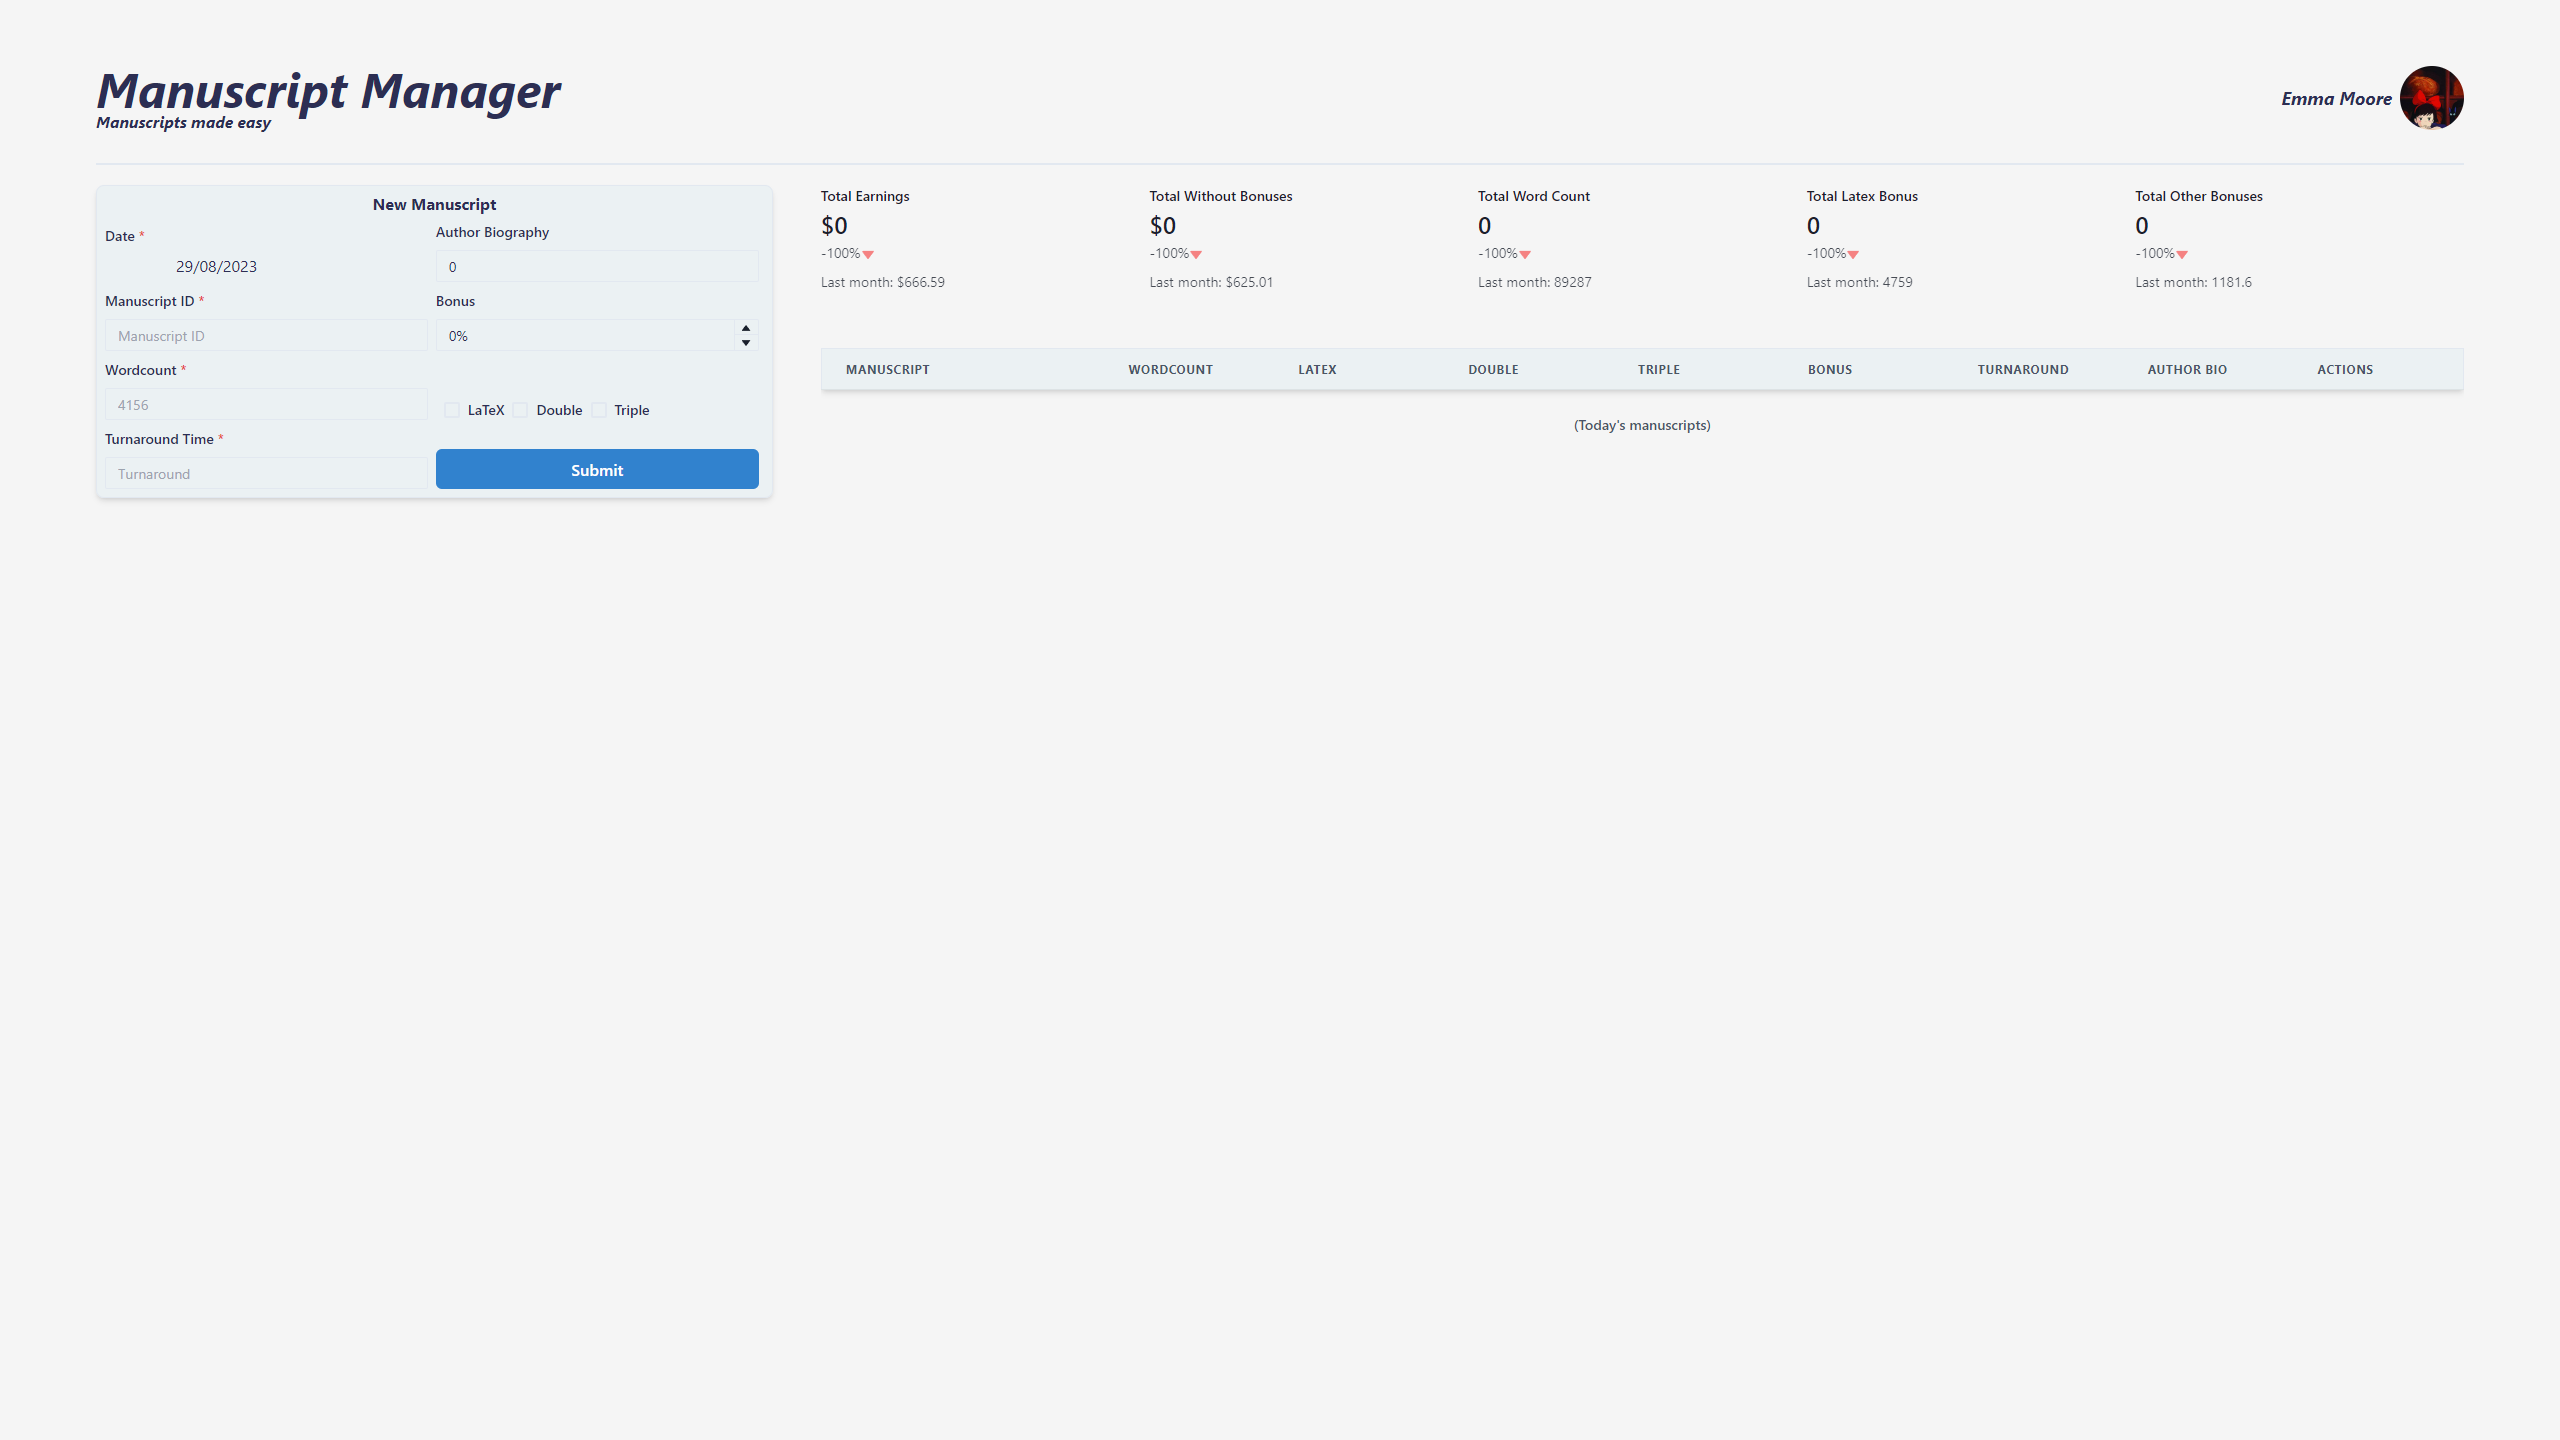 Manuscript Manager
Manuscripts made easy
Emma Moore
New Manuscript
Date *
29/08/2023
Author Biography
0
Manuscript ID *
Manuscript ID
Bonus
0%
Wordcount *
4156
LaTeX Double Triple
Turnaround Time *
Turnaround
Submit
Total Earnings
$0
-100%
Last month: $666.59
Total Without Bonuses
$0
-100%
Last month: $625.01
Total Word Count
0
-100%
Last month: 89287
Total Latex Bonus
0
-100%
Last month: 4759
Total Other Bonuses
0
-100%
Last month: 1181.6
MANUSCRIPT WORDCOUNT LATEX DOUBLE TRIPLE BONUS TURNAROUND AUTHOR BIO ACTIONS
(Today's manuscripts)